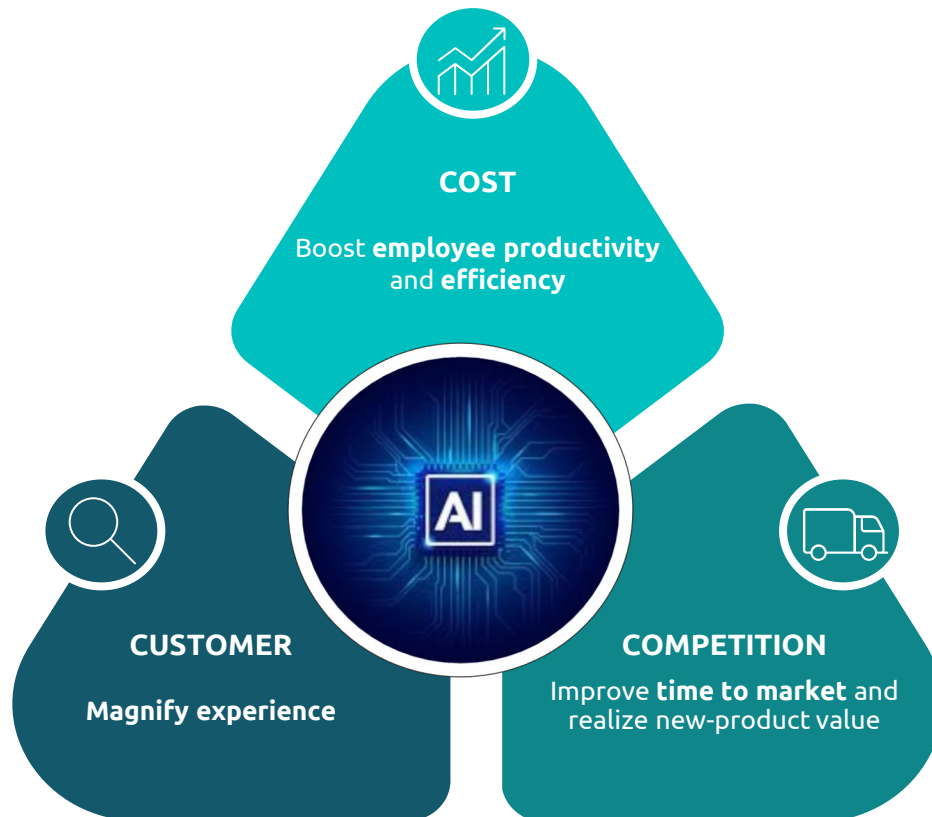 COST
Boost employee productivity
and efficiency
AI
CUSTOMER
Magnify experience
COMPETITION
Improve time to market and
realize new-product value